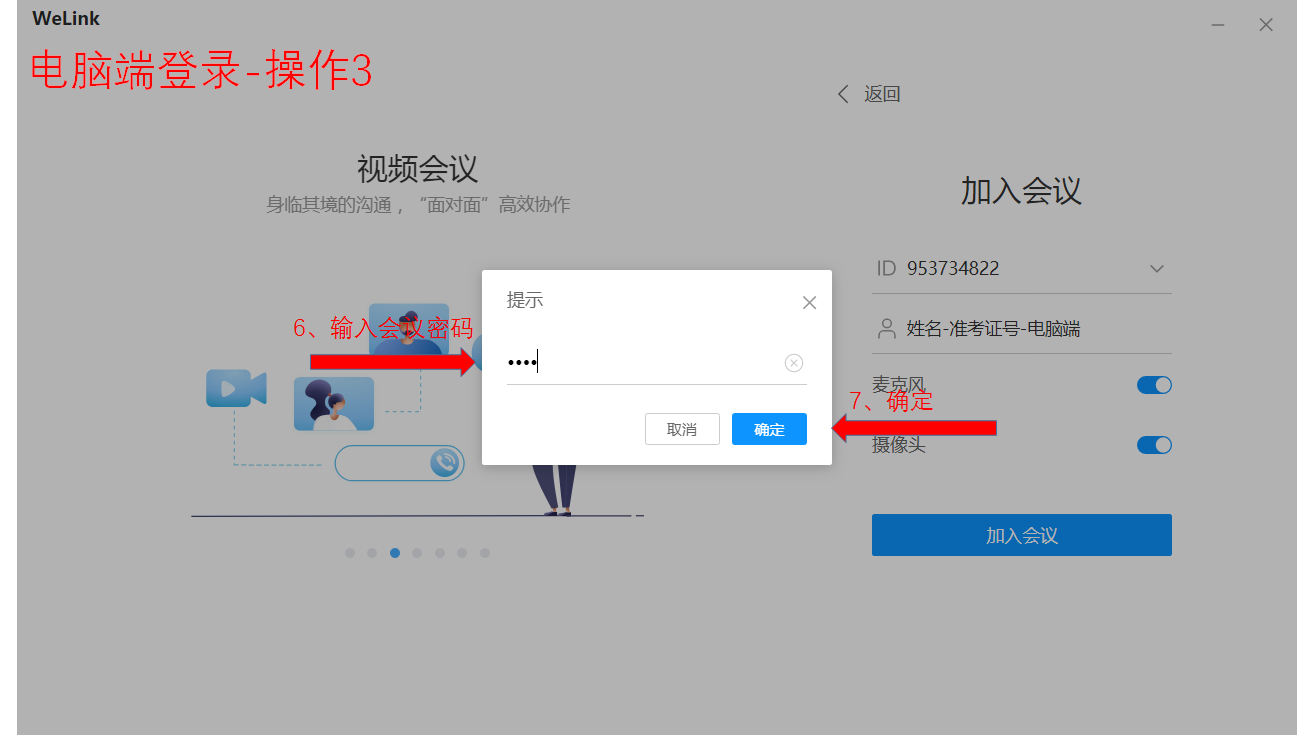 WeLink
电脑端登录-操作3
返回
视频会议
身临其境的沟通，“面对面”高效协作
加入会议
ID 953734822
姓名-准考证号-电脑端
麦克风
摄像头
加入会议
提示
6、输入会议密码
••••
取消
确定
7、确定